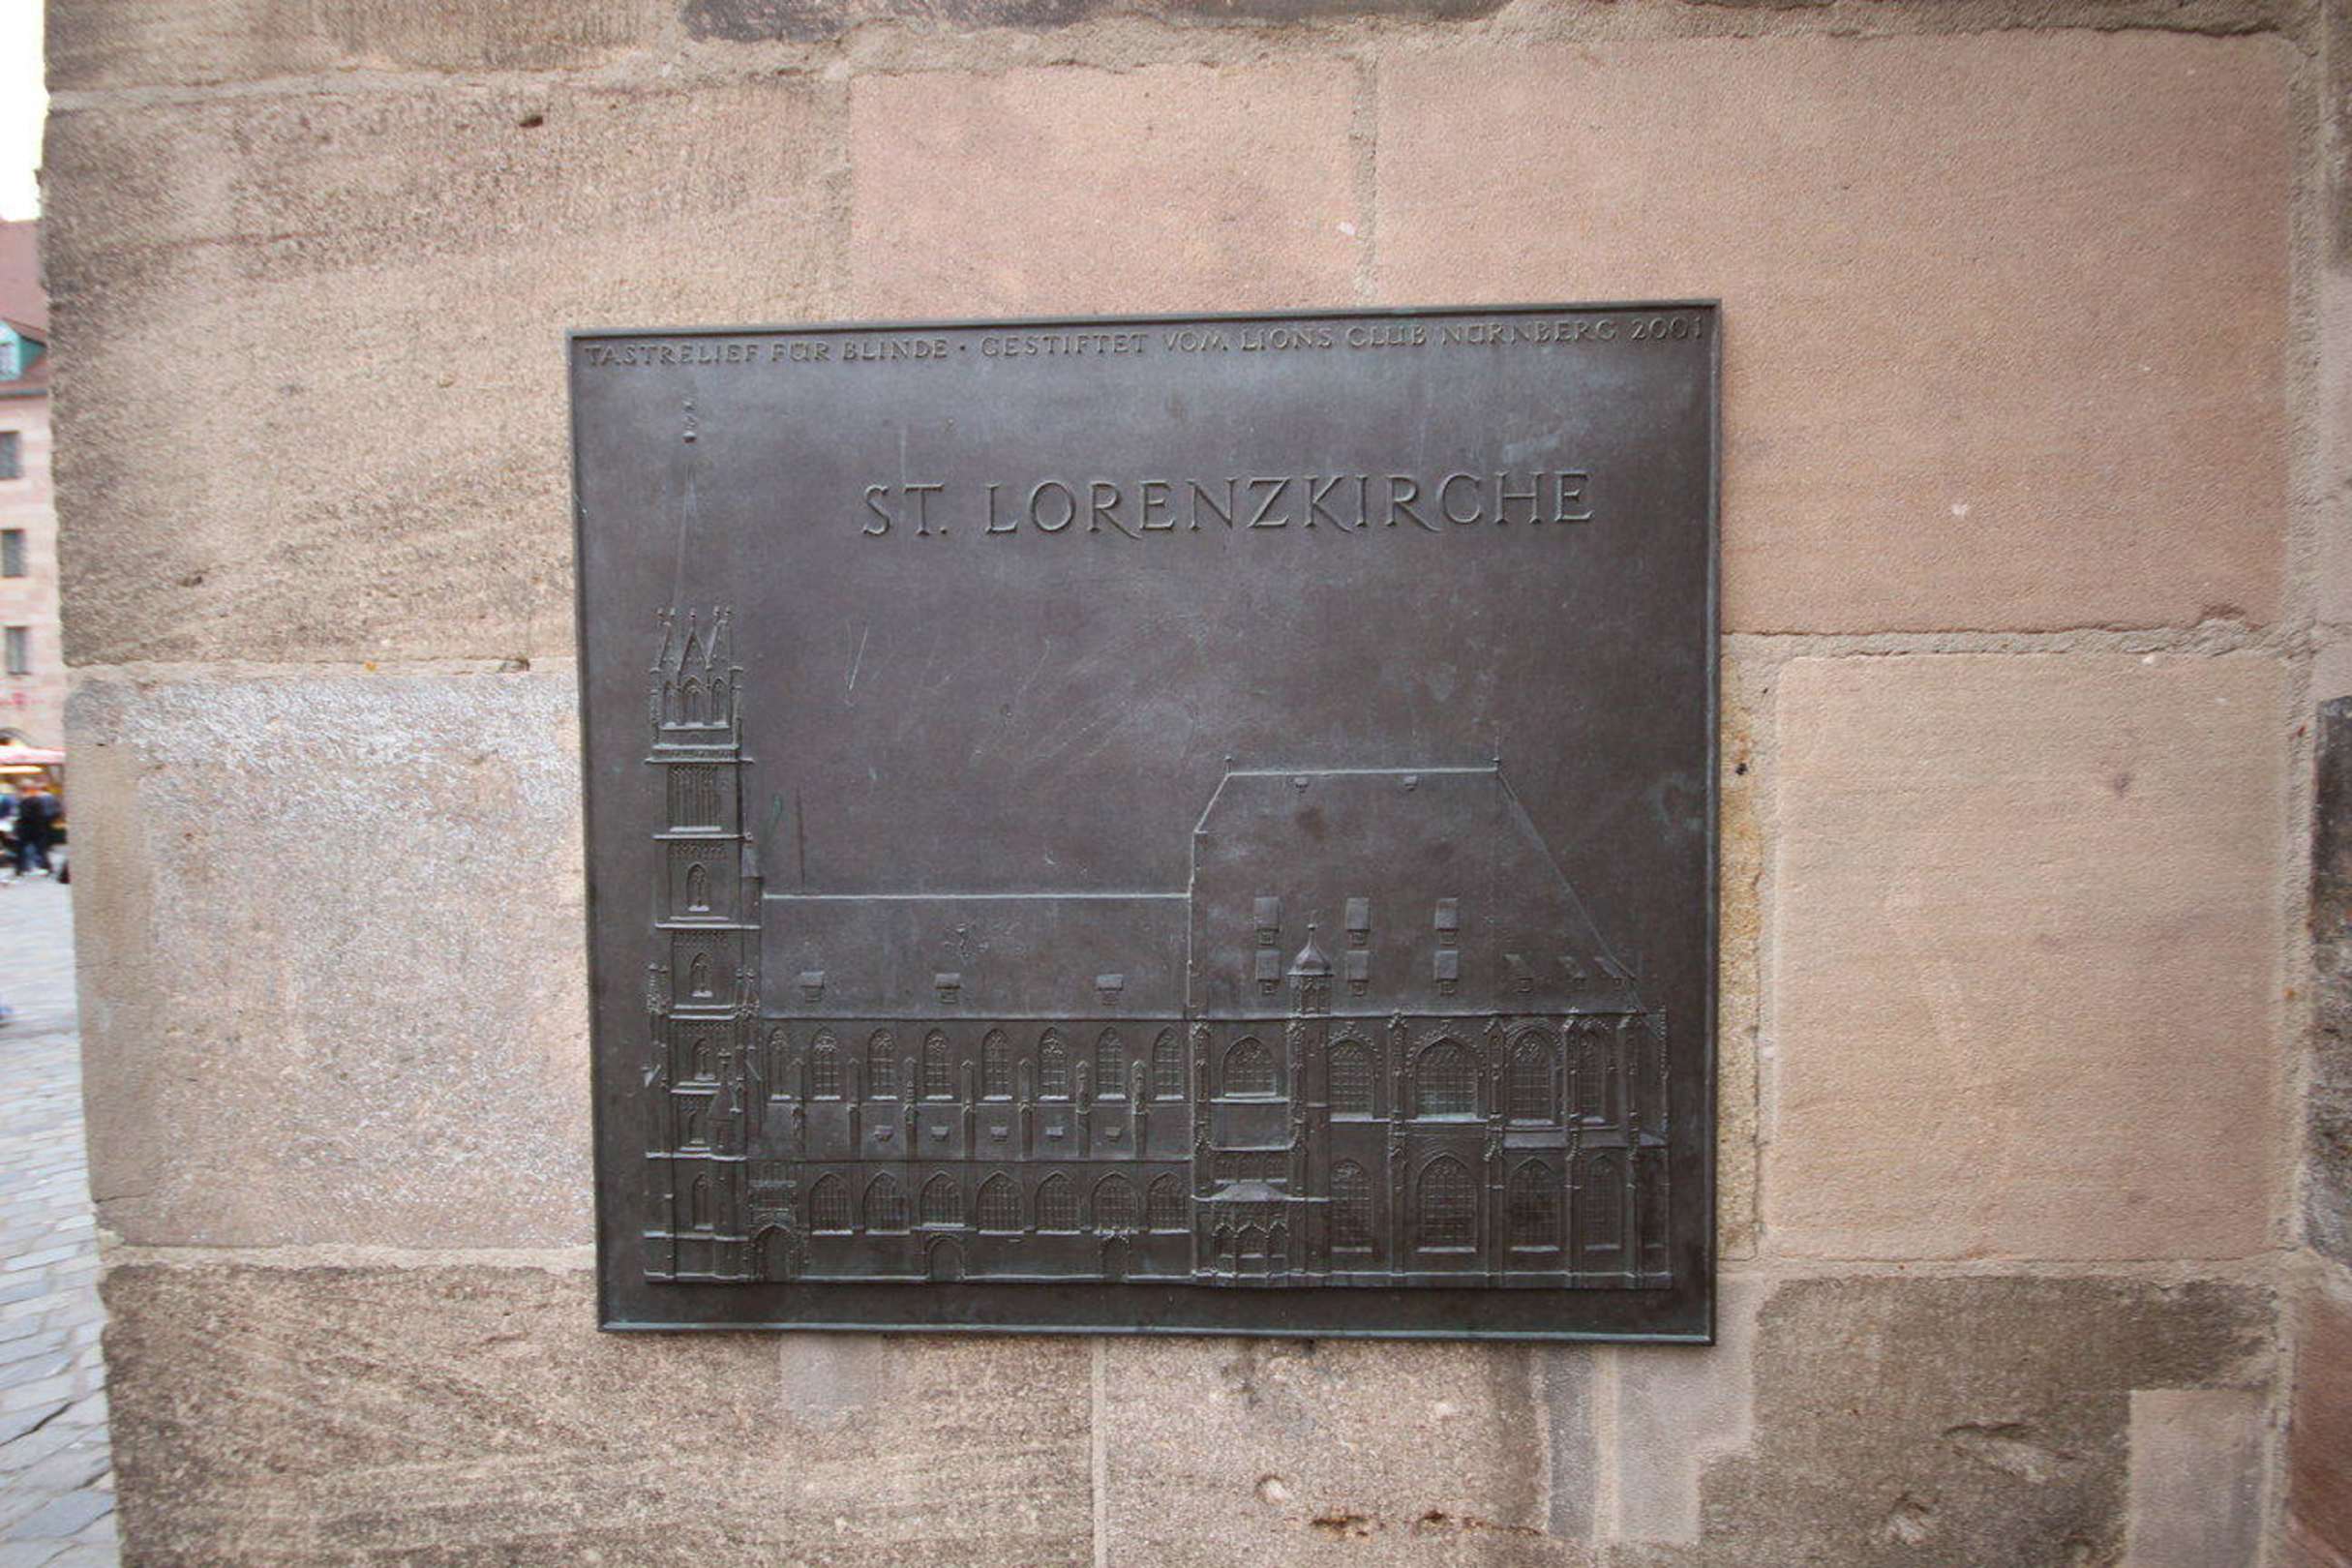 TASTRELIEF FÜR BLINDE · GESTIFTET VOM LIONS CLUB NÜRNBERG 2001
ST. LORENZKIRCHE